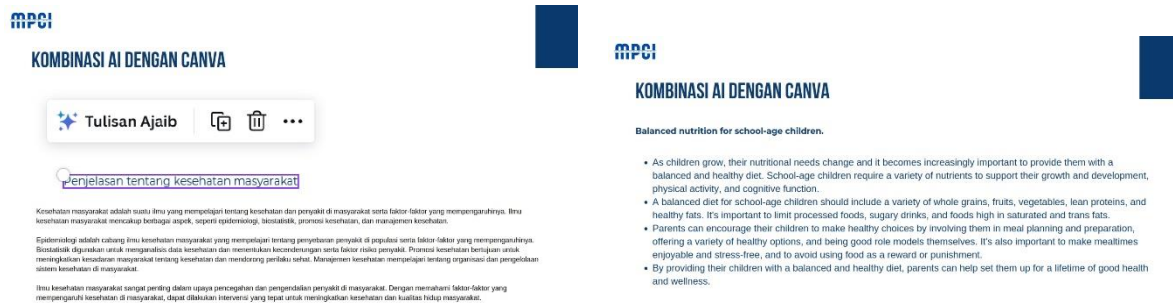 MPCI
KOMBINASI AI DENGAN CANVA
Tulisan Ajaib
Penjelasan tentang kesehatan masyarakat
Kesehatan masyarakat adalah suatu ilmu yang mempelajari tentang kesehatan dan penyakit di masyarakat serta faktor-faktor yang mempengaruhinya. Ilmu
kesehatan masyarakat mencakup berbagai aspek, seperti epidemiologi, biostatistik, promosi kesehatan, dan manajemen kesehatan.
Epidemiologi adalah cabang ilmu kesehatan masyarakat yang mempelajari tentang penyebaran penyakit di populasi serta faktor-faktor yang mempengaruhinya.
Biostatistik digunakan untuk menganalisis data kesehatan dan menentukan kecenderungan serta faktor risiko penyakit. Promosi kesehatan bertujuan untuk
meningkatkan kesadaran masyarakat tentang kesehatan dan mendorong perilaku sehat. Manajemen kesehatan mempelajari tentang organisasi dan pengelolaan
sistem kesehatan di masyarakat.
Ilmu kesehatan masyarakat sangat penting dalam upaya pencegahan dan pengendalian penyakit di masyarakat. Dengan memahami faktor-faktor yang
mempengaruhi kesehatan di masyarakat, dapat dilakukan intervensi yang tepat untuk meningkatkan kesehatan dan kualitas hidup masyarakat.
MPCI
KOMBINASI AI DENGAN CANVA
Balanced nutrition for school-age children.
• As children grow, their nutritional needs change and it becomes increasingly important to provide them with a
balanced and healthy diet. School-age children require a variety of nutrients to support their growth and development,
physical activity, and cognitive function.
• A balanced diet for school-age children should include a variety of whole grains, fruits, vegetables, lean proteins, and
healthy fats. It's important to limit processed foods, sugary drinks, and foods high in saturated and trans fats.
• Parents can encourage their children to make healthy choices by involving them in meal planning and preparation,
offering a variety of healthy options, and being good role models themselves. It's also important to make mealtimes
enjoyable and stress-free, and to avoid using food as a reward or punishment.
• By providing their children with a balanced and healthy diet, parents can help set them up for a lifetime of good health
and wellness.